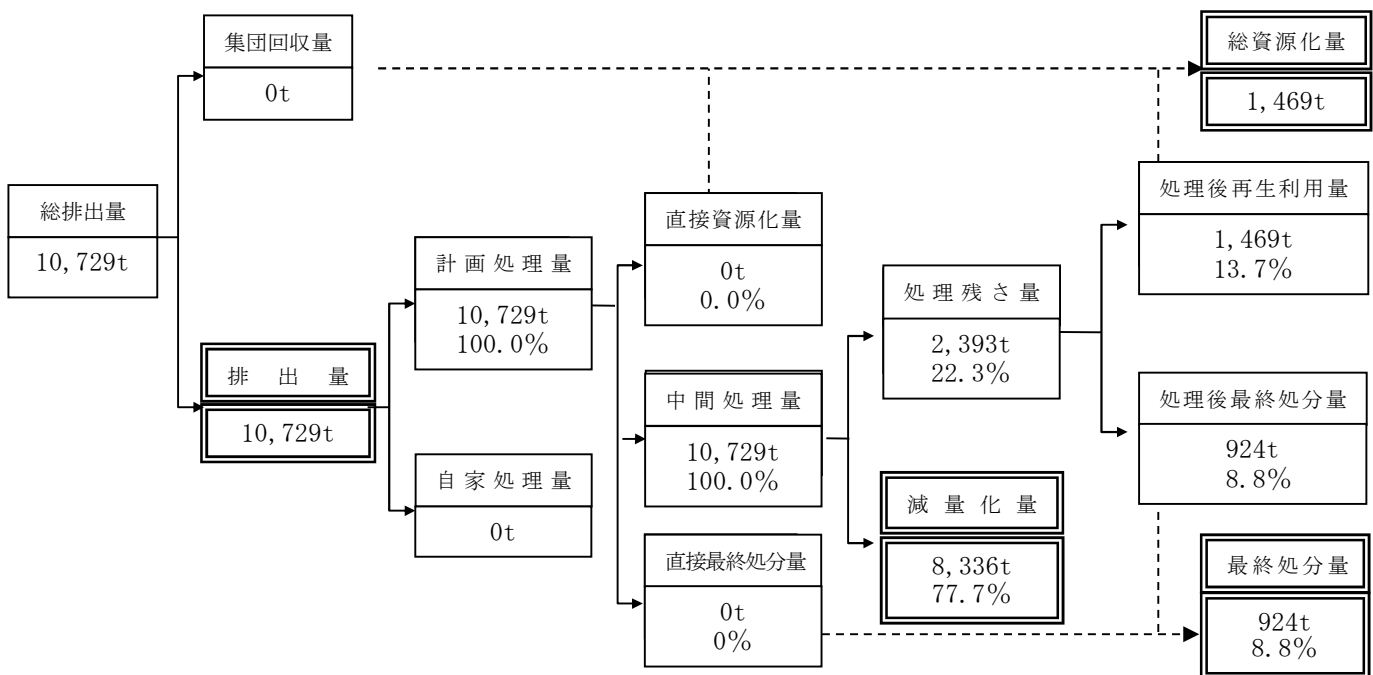 集団回収量
0t
総資源化量
1,469t
総排出量
10,729t
排出量
10,729t
計画処理量
10,729t
100.0%
自家処理量
0t
直接資源化量
0t
0.0%
中間処理量
10,729t
100.0%
直接最終処分量
0t
0%
処理残さ量
2,393t
22.3%
減量化量
8,336t
77.7%
処理後再生利用量
1,469t
13.7%
処理後最終処分量
924t
8.8%
最終処分量
924t
8.8%